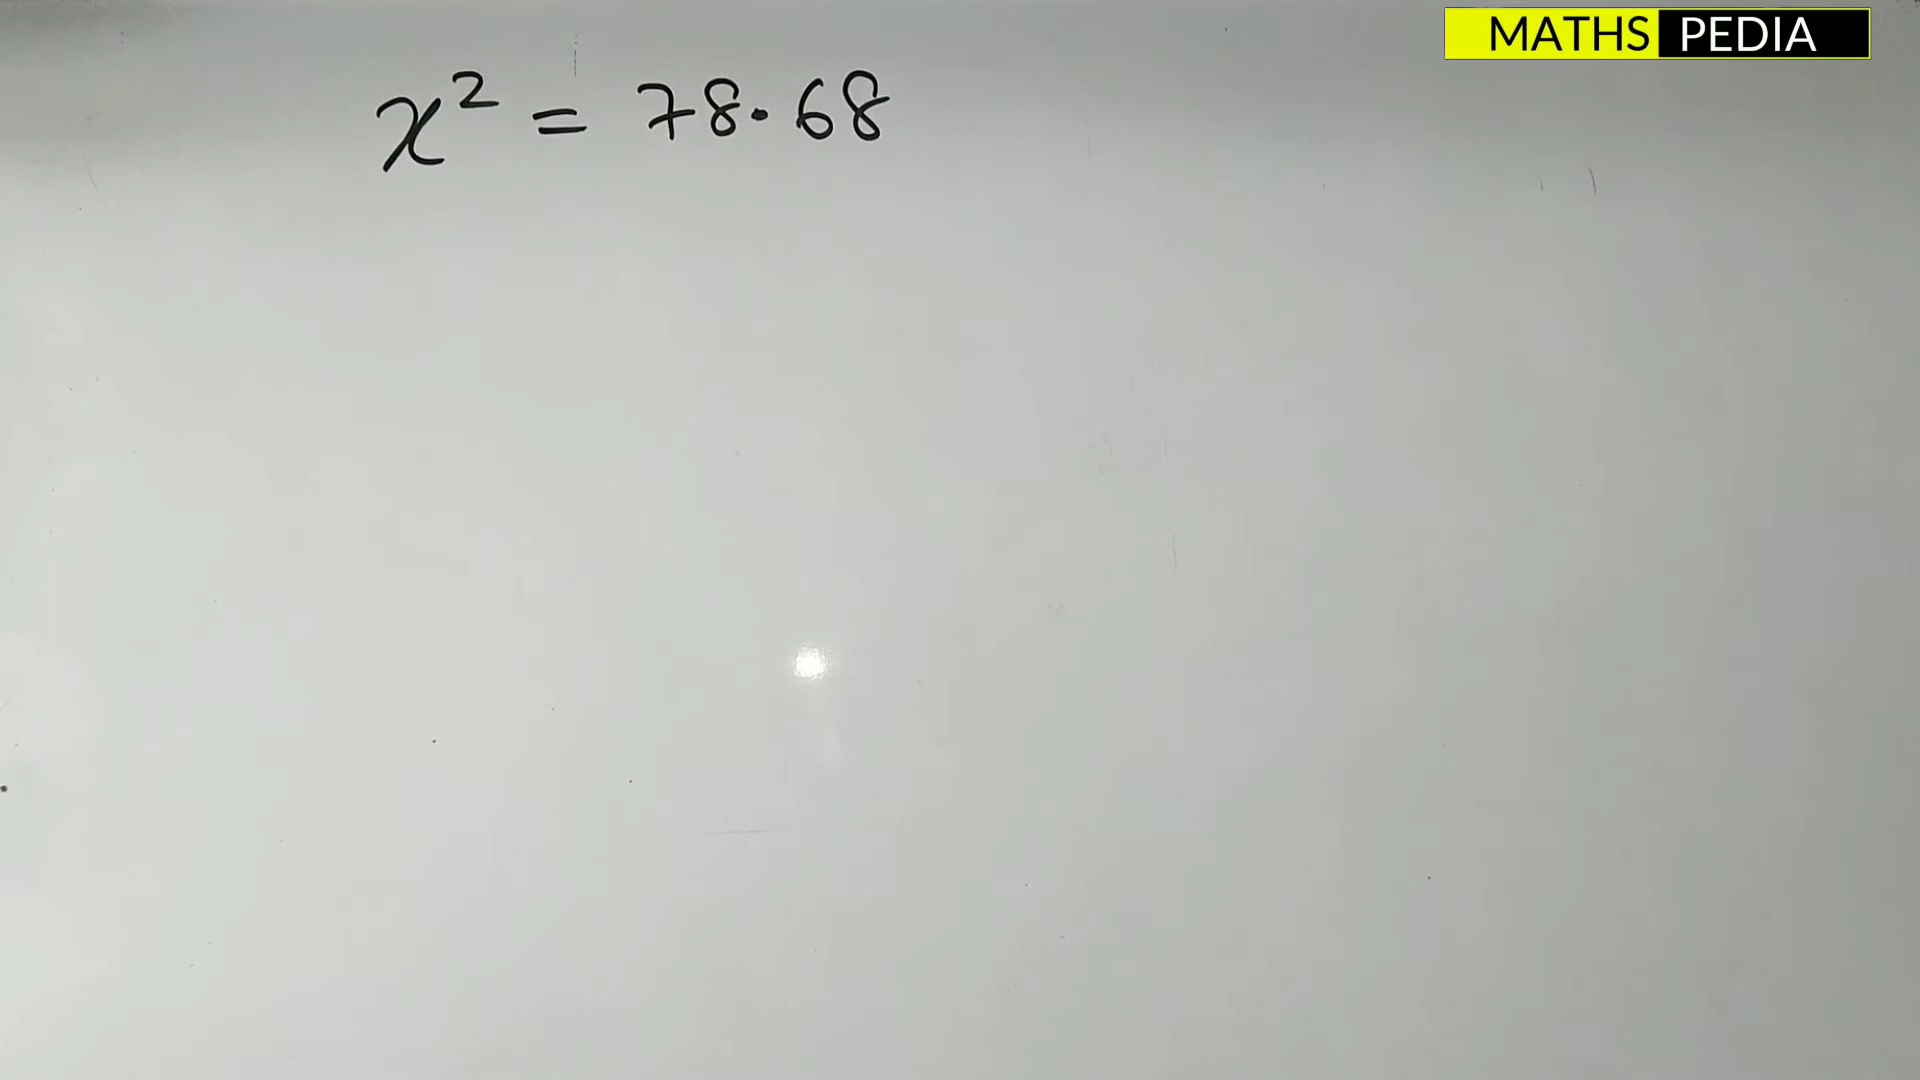 MATHS PEDIA
x² = 78.68